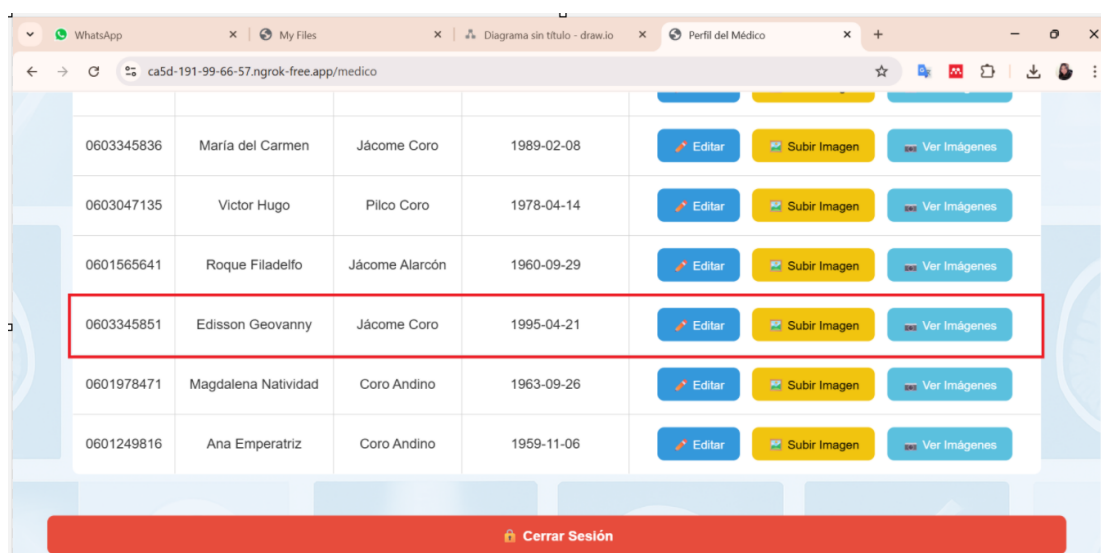 WhatsApp My Files Diagrama sin título - draw.io Perfil del Médico
ca5d-191-99-66-57.ngrok-free.app/medico
0603345836 María del Carmen Jácome Coro 1989-02-08 Editar Subir Imagen Ver Imágenes
0603047135 Victor Hugo Pilco Coro 1978-04-14 Editar Subir Imagen Ver Imágenes
0601565641 Roque Filadelfo Jácome Alarcón 1960-09-29 Editar Subir Imagen Ver Imágenes
0603345851 Edisson Geovanny Jácome Coro 1995-04-21 Editar Subir Imagen Ver Imágenes
0601978471 Magdalena Natividad Coro Andino 1963-09-26 Editar Subir Imagen Ver Imágenes
0601249816 Ana Emperatriz Coro Andino 1959-11-06 Editar Subir Imagen Ver Imágenes
Cerrar Sesión